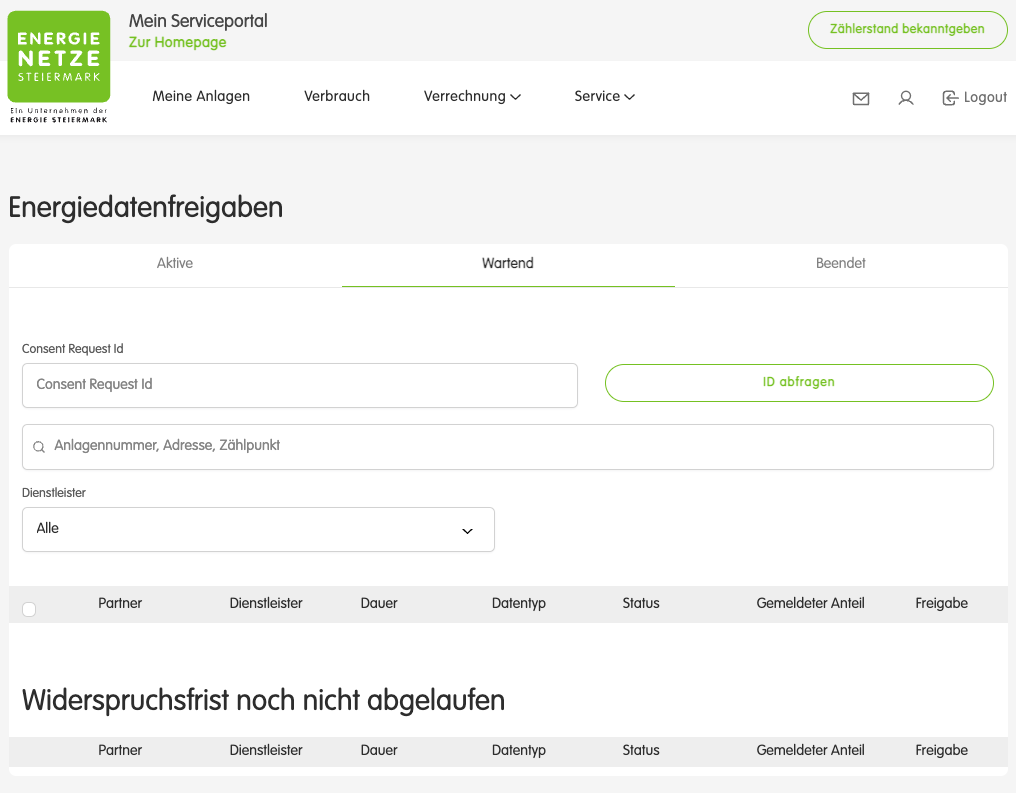 ENERGIE
NETZE
STEIERMARK
Ein Unternehmen der
ENERGIE STEIERMARK
Mein Serviceportal
Zur Homepage
Zählerstand bekanntgeben
Meine Anlagen Verbrauch Verrechnung Service Logout
Energiedatenfreigaben
Aktive Wartend Beendet
Consent Request Id
Consent Request Id ID abfragen
Anlagennummer, Adresse, Zählpunkt
Dienstleister
Alle
Partner Dienstleister Dauer Datentyp Status Gemeldeter Anteil Freigabe
Widerspruchsfrist noch nicht abgelaufen
Partner Dienstleister Dauer Datentyp Status Gemeldeter Anteil Freigabe